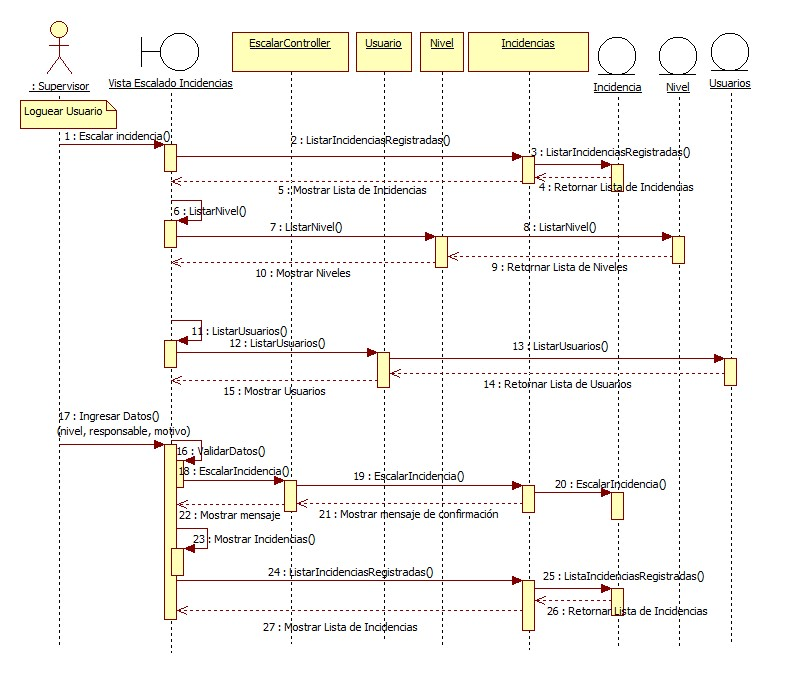 EscalarController
Usuario
Nivel
Incidencias
: Supervisor
Vista Escalado Incidencias
Incidencia
Nivel
Usuarios
Loguear Usuario
1 : Escalar incidencia()
2 : ListarIncidenciasRegistradas()
3 : ListarIncidenciasRegistradas()
4 : Retornar Lista de Incidencias
5 : Mostrar Lista de Incidencias
6 : ListarNivel()
7 : ListarNivel()
8 : ListarNivel()
9 : Retornar Lista de Niveles
10 : Mostrar Niveles
11 : ListarUsuarios()
12 : ListarUsuarios()
13 : ListarUsuarios()
14 : Retornar Lista de Usuarios
15 : Mostrar Usuarios
17 : Ingresar Datos()
(nivel, responsable, motivo)
16 : ValidarDatos()
18 : EscalarIncidencia()
19 : EscalarIncidencia()
20 : EscalarIncidencia()
21 : Mostrar mensaje de confirmación
22 : Mostrar mensaje
23 : Mostrar Incidencias()
24 : ListarIncidenciasRegistradas()
25 : ListaIncidenciasRegistradas()
26 : Retornar Lista de Incidencias
27 : Mostrar Lista de Incidencias